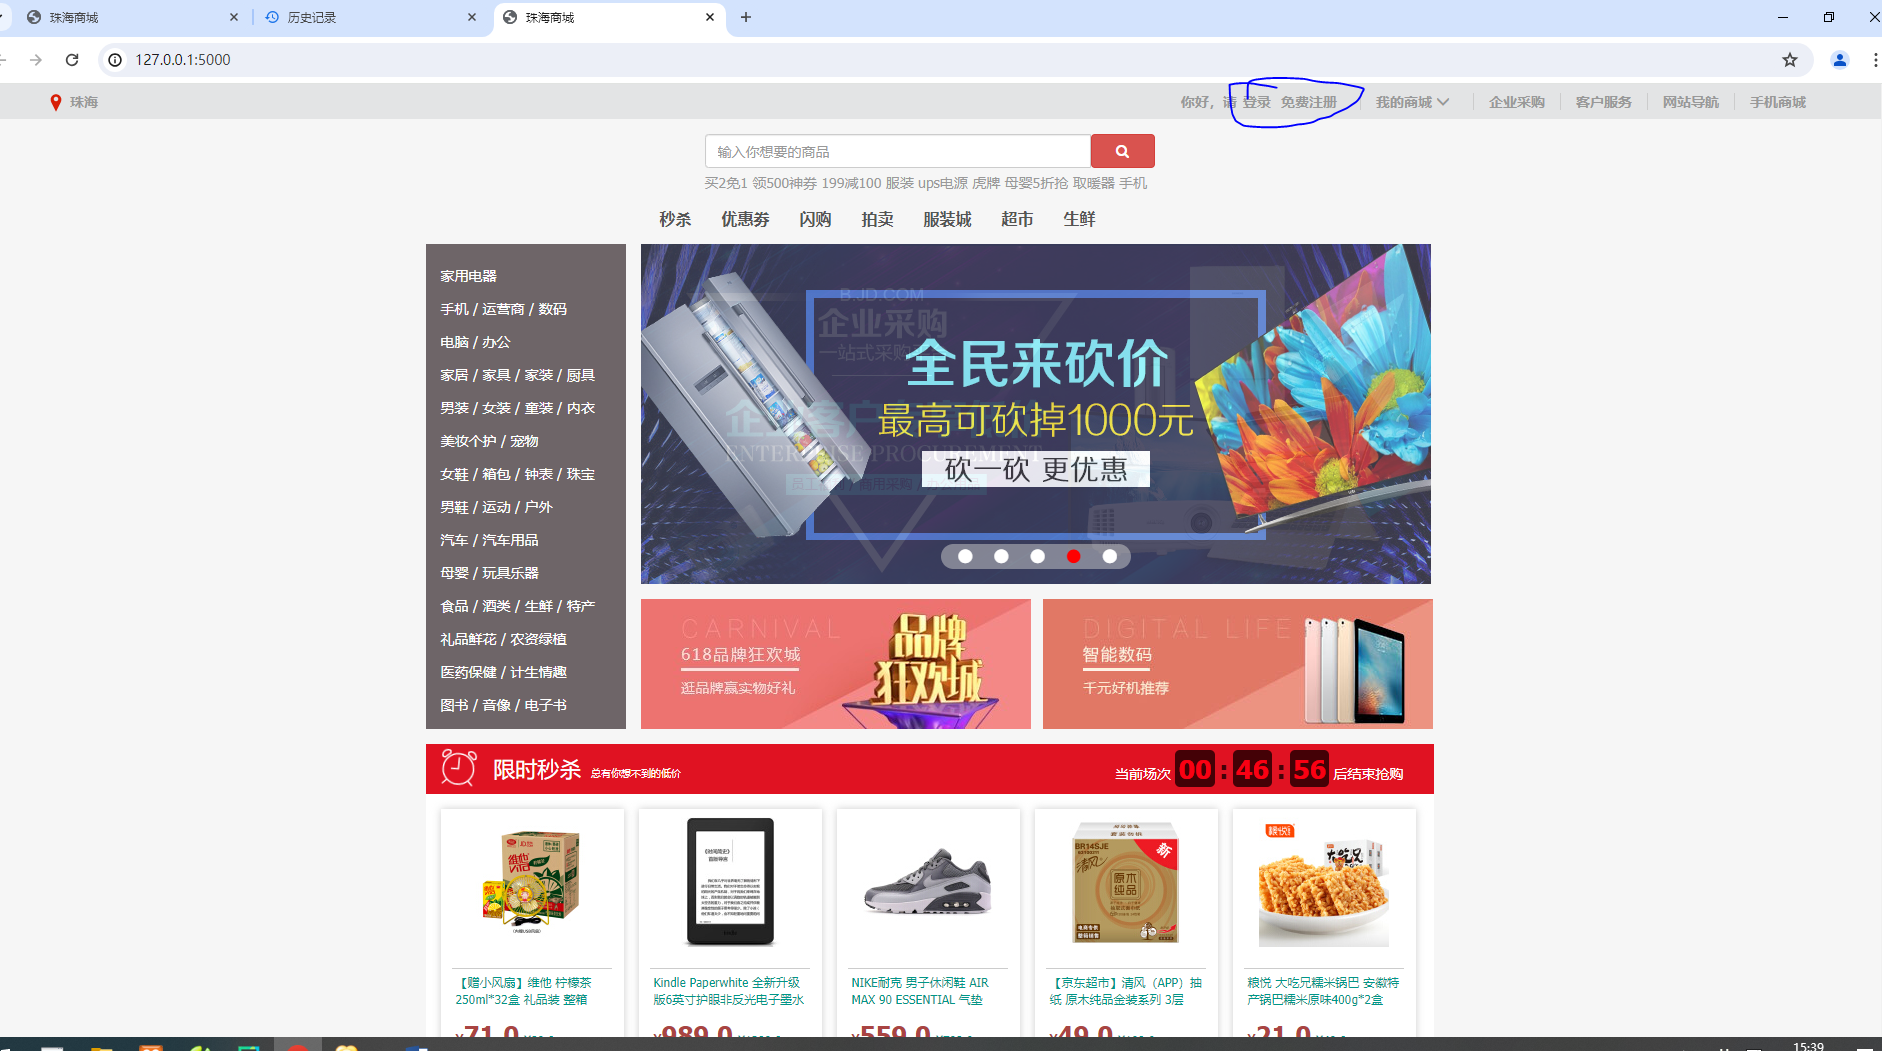 珠海商城
历史记录
珠海商城
127.0.0.1:5000
珠海
你好，请 登录 免费注册 我的商城 企业采购 客户服务 网站导航 手机商城
输入你想要的商品
买2免1 领500神券 199减100 服装 ups电源 虎牌 母婴5折抢 取暖器 手机
秒杀 优惠劵 闪购 拍卖 服装城 超市 生鲜
家用电器
手机 / 运营商 / 数码
电脑 / 办公
家居 / 家具 / 家装 / 厨具
男装 / 女装 / 童装 / 内衣
美妆个护 / 宠物
女鞋 / 箱包 / 钟表 / 珠宝
男鞋 / 运动 / 户外
汽车 / 汽车用品
母婴 / 玩具乐器
食品 / 酒类 / 生鲜 / 特产
礼品鲜花 / 农资绿植
医药保健 / 计生情趣
图书 / 音像 / 电子书
B.JD.COM
企业采购
一站式采购
全民来砍价
最高可砍掉1000元
ENTERPRISE PROCUREMENT
砍一砍 更优惠
CARNIVAL
618品牌狂欢城
逛品牌赢实物好礼
品牌
狂欢城
DIGITAL LIFE
智能数码
千元好机推荐
限时秒杀 总有你想不到的低价
当前场次 00 : 46 : 56 后结束抢购
维他
BR14SJE
清风
新
原木
纯品
大吃兄
【赠小风扇】维他 柠檬茶
250ml*32盒 礼品装 整箱
Kindle Paperwhite 全新升级
版6英寸护眼非反光电子墨水
NIKE耐克 男子休闲鞋 AIR
MAX 90 ESSENTIAL 气垫
【京东超市】清风（APP）抽
纸 原木纯品金装系列 3层
粮悦 大吃兄糯米锅巴 安徽特
产锅巴糯米原味400g*2盒
¥71.0
¥989.0
¥559.0
¥49.0
¥21.0
15:39